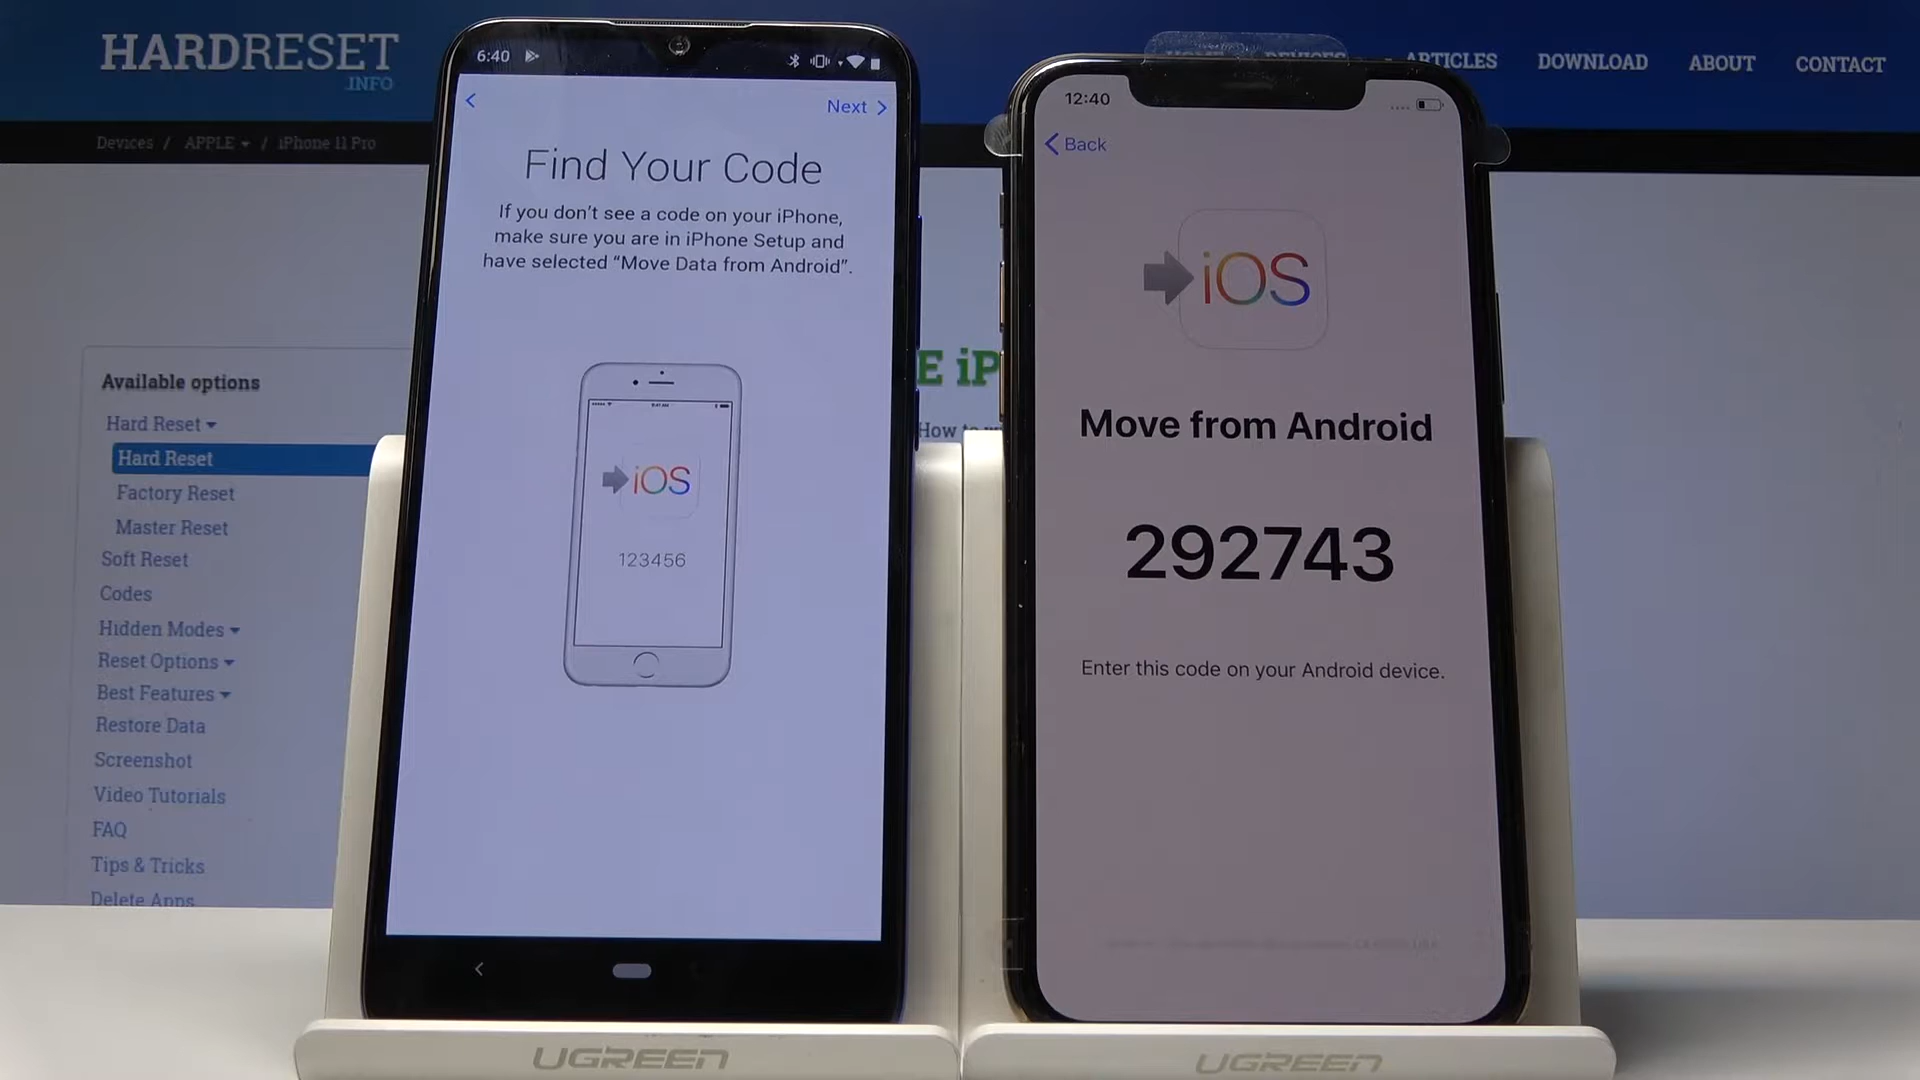 HARDRESET
.INFO
ARTICLES
DOWNLOAD
ABOUT
CONTACT
Devices / APPLE / iPhone 11 Pro
Available options
Hard Reset
Hard Reset
Factory Reset
Master Reset
Soft Reset
Codes
Hidden Modes
Reset Options
Best Features
Restore Data
Screenshot
Video Tutorials
FAQ
Tips & Tricks
Delete Apps
6:40
Next
Find Your Code
If you don't see a code on your iPhone,
make sure you are in iPhone Setup and
have selected “Move Data from Android”.
iOS
123456
UGREEN
E iP
How to
12:40
Back
iOS
Move from Android
292743
Enter this code on your Android device.
UGREEN